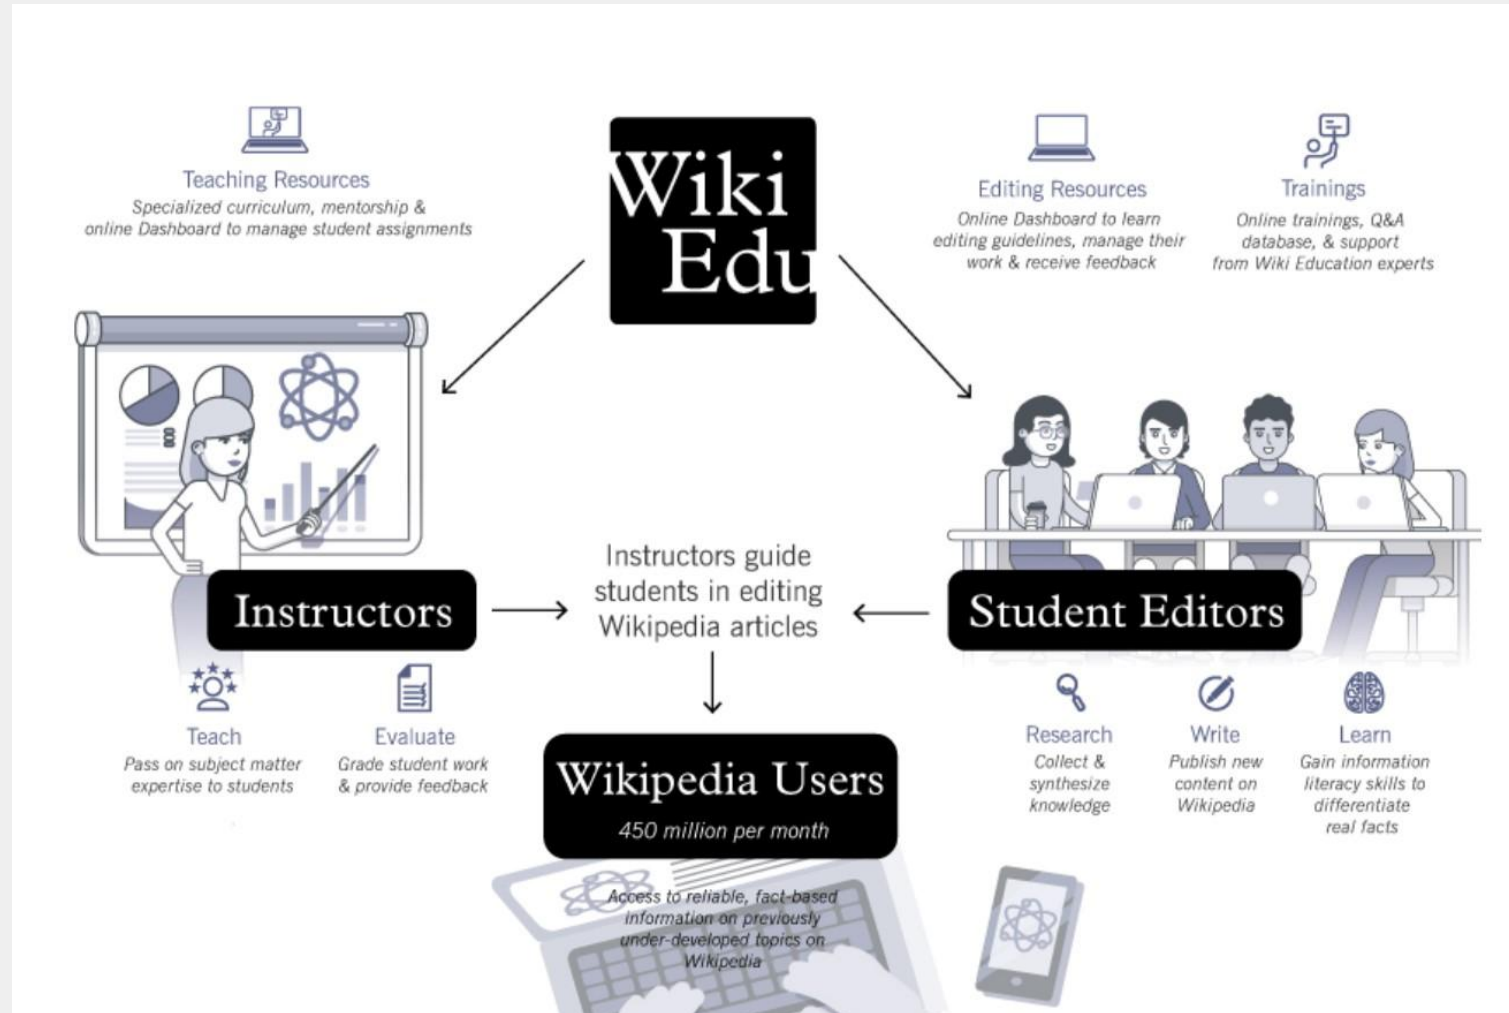 Wiki
Edu
Teaching Resources
Specialized curriculum, mentorship &
online Dashboard to manage student assignments
Editing Resources
Online Dashboard to learn
editing guidelines, manage their
work & receive feedback
Trainings
Online trainings, Q&A
database, & support
from Wiki Education experts
Instructors
Instructors guide
students in editing
Wikipedia articles
Student Editors
Teach
Pass on subject matter
expertise to students
Evaluate
Grade student work
& provide feedback
Research
Collect &
synthesize
knowledge
Write
Publish new
content on
Wikipedia
Learn
Gain information
literacy skills to
differentiate
real facts
Wikipedia Users
450 million per month
Access to reliable, fact-based
information on previously
under-developed topics on
Wikipedia